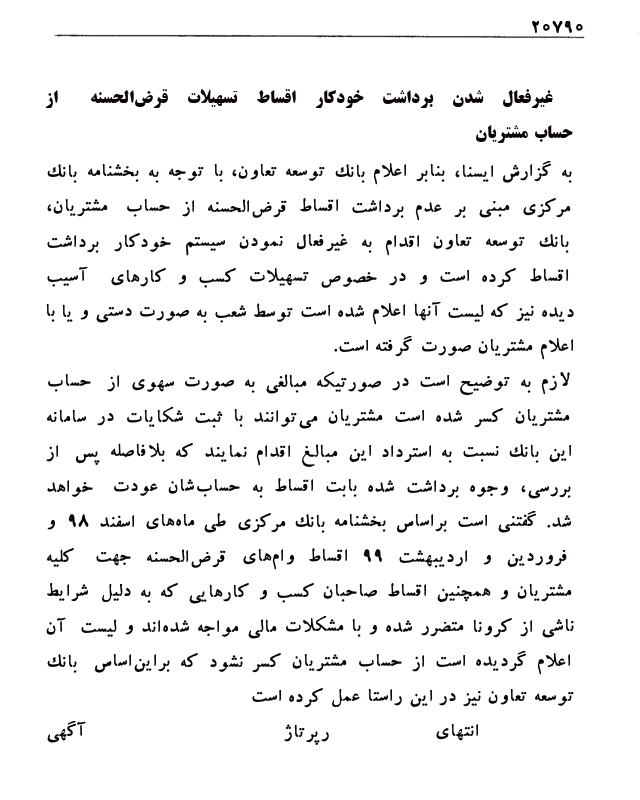 ۲۰۷۹۰
غیرفعال شدن برداشت خودکار اقساط تسهیلات قرض‌الحسنه از
حساب مشتریان
به گزارش ایسنا، بنابر اعلام بانك توسعه تعاون، با توجه به بخشنامه بانك
مرکزی مبنی بر عدم برداشت اقساط قرض‌الحسنه از حساب مشتریان،
بانك توسعه تعاون اقدام به غیرفعال نمودن سیستم خودکار برداشت
اقساط کرده است و در خصوص تسهیلات کسب و کارهای آسیب
دیده نیز که لیست آنها اعلام شده است توسط شعب به صورت دستی و یا با
اعلام مشتریان صورت گرفته است.
لازم به توضیح است در صورتیکه مبالغی به صورت سهوی از حساب
مشتریان کسر شده است مشتریان می‌توانند با ثبت شکایات در سامانه
این بانك نسبت به استرداد این مبالغ اقدام نمایند که بلافاصله پس از
بررسی، وجوه برداشت شده بابت اقساط به حساب‌شان عودت خواهد
شد. گفتنی است براساس بخشنامه بانك مرکزی طی ماه‌های اسفند ۹۸ و
فروردین و اردیبهشت ۹۹ اقساط وام‌های قرض‌الحسنه جهت کلیه
مشتریان و همچنین اقساط صاحبان کسب و کارهایی که به دلیل شرایط
ناشی از کرونا متضرر شده و با مشکلات مالی مواجه شده‌اند و لیست آن
اعلام گردیده است از حساب مشتریان کسر نشود که براین‌اساس بانك
توسعه تعاون نیز در این راستا عمل کرده است
انتهای رپرتاژ آگهی